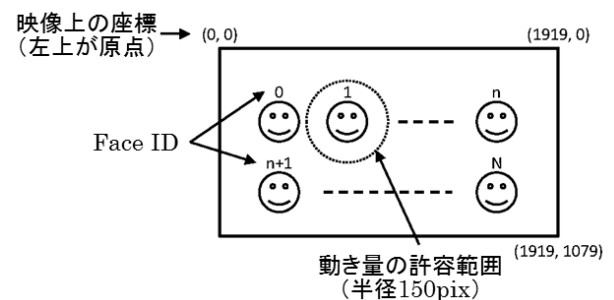 映像上の座標
（左上が原点）
(0, 0)
(1919, 0)
0
1
n
Face ID
n+1
N
(1919, 1079)
動き量の許容範囲
（半径150pix）